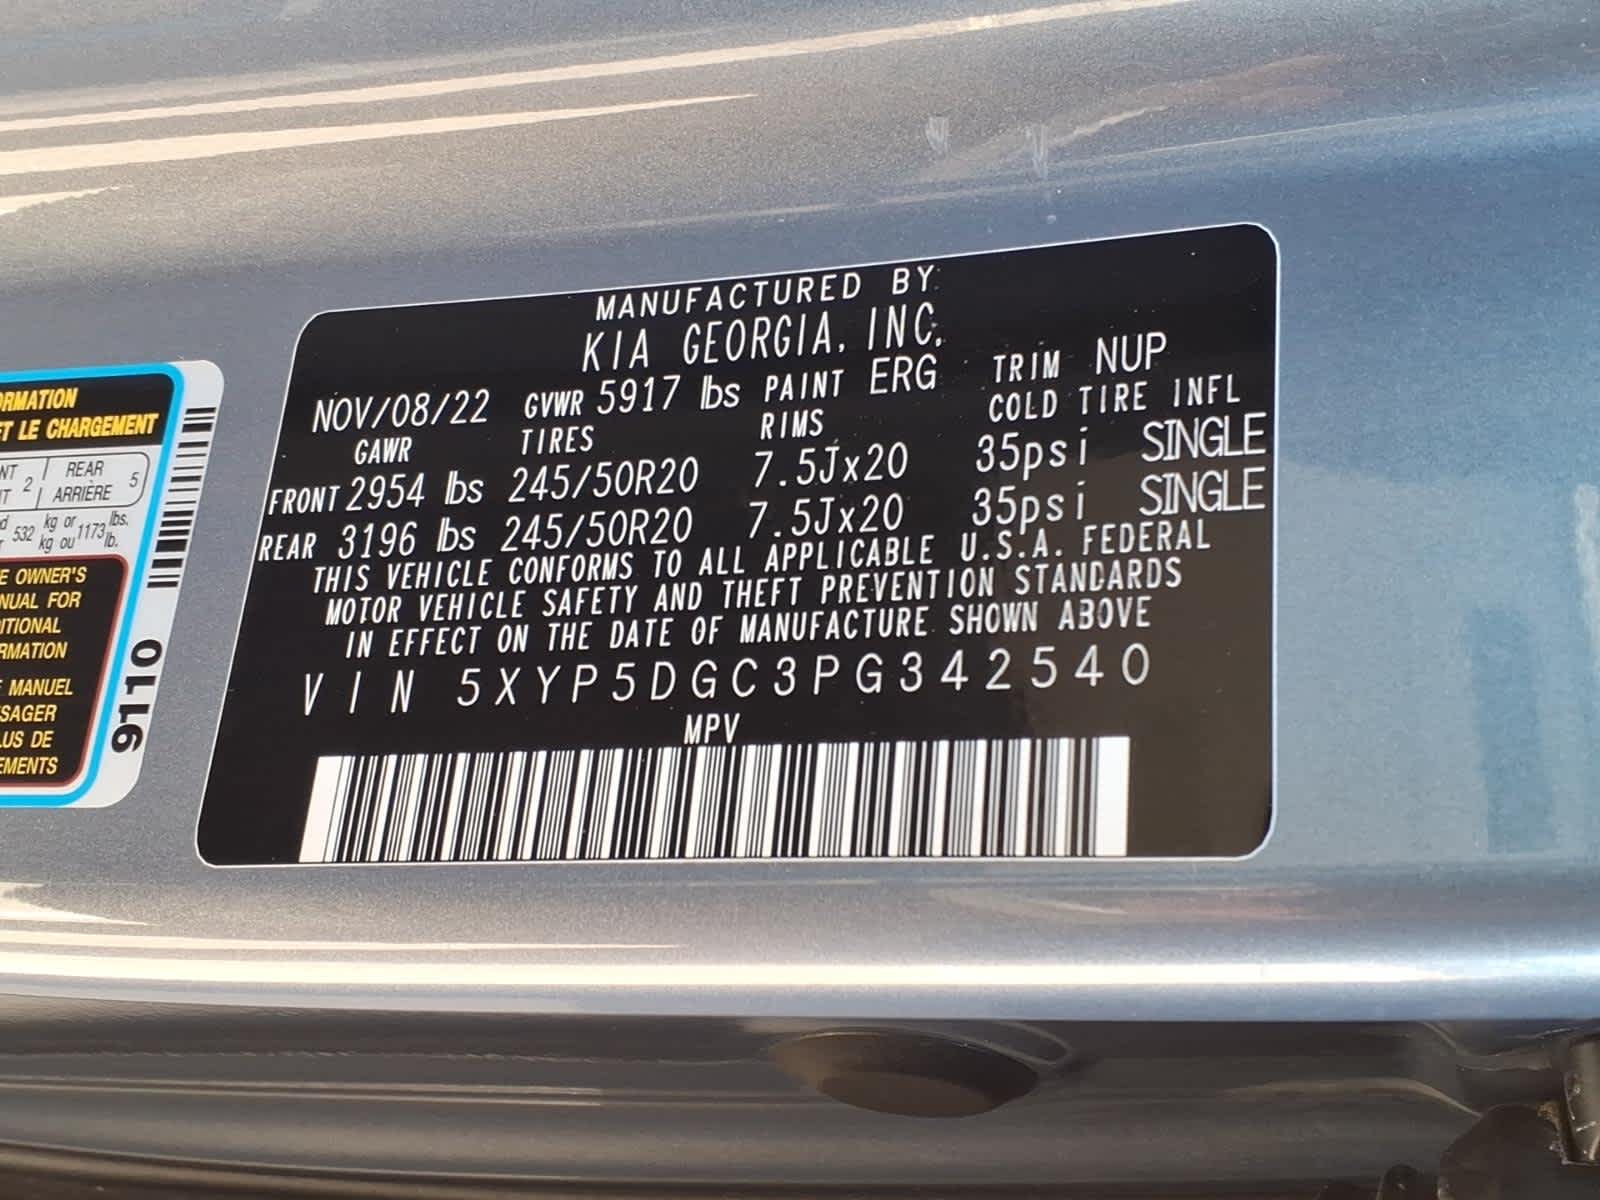 MANUFACTURED BY
KIA GEORGIA, INC.
NOV/08/22 GVWR 5917 lbs PAINT ERG TRIM NUP
GAWR TIRES RIMS COLD TIRE INFL
FRONT 2954 lbs 245/50R20 7.5Jx20 35psi SINGLE
REAR 3196 lbs 245/50R20 7.5Jx20 35psi SINGLE
THIS VEHICLE CONFORMS TO ALL APPLICABLE U.S.A. FEDERAL
MOTOR VEHICLE SAFETY AND THEFT PREVENTION STANDARDS
IN EFFECT ON THE DATE OF MANUFACTURE SHOWN ABOVE
VIN 5XYP5DGC3PG342540
MPV
ORMATION
ET LE CHARGEMENT
NT 2 REAR 5
T ARRIÈRE
532 kg or 1173 lbs.
kg ou lb.
E OWNER'S
NUAL FOR
ITIONAL
RMATION
E MANUEL
SAGER
LUS DE
EMENTS
9110